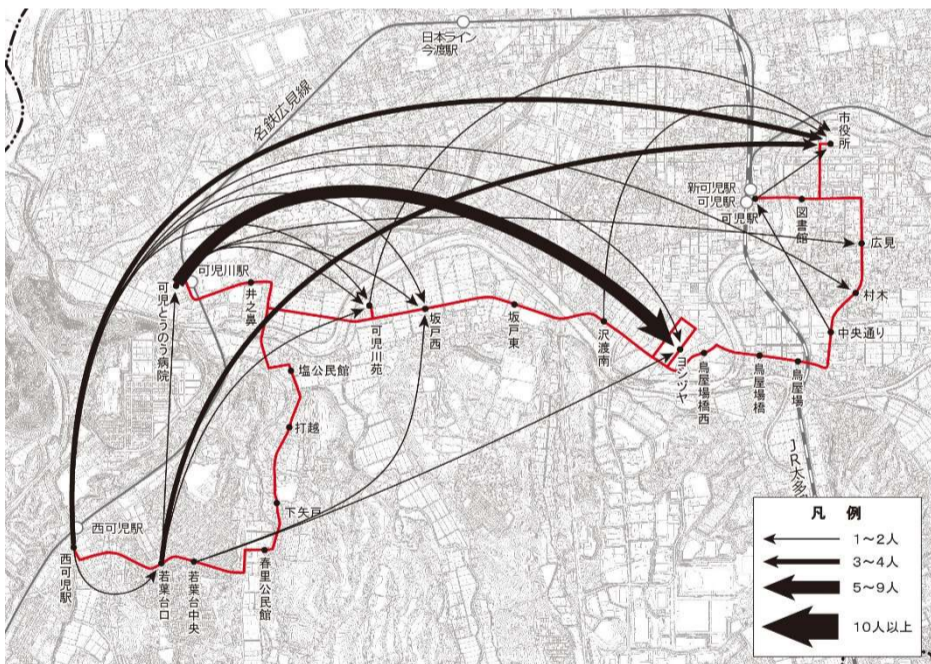 日本ライン
今渡駅
名鉄広見線
市役所
新可児駅
可児駅
可児駅
図書館
広見
村木
中央通り
鳥屋場
鳥屋場橋
鳥屋場橋西
ヨシヅヤ
沢渡南
坂戸東
坂戸西
可児川苑
可児川駅
井之鼻
可児とうのう病院
塩公民館
打越
下矢戸
春里公民館
若葉台中央
若葉台口
西可児駅
西可児駅
JR太多
凡 例
1～2人
3～4人
5～9人
10人以上